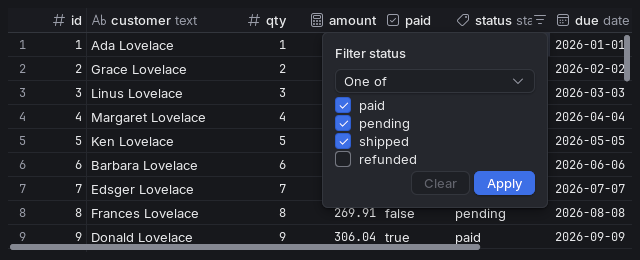 id customer text qty amount paid status sta due date
1 1 Ada Lovelace 1 2026-01-01
2 2 Grace Lovelace 2 2026-02-02
3 3 Linus Lovelace 3 2026-03-03
4 4 Margaret Lovelace 4 2026-04-04
5 5 Ken Lovelace 5 2026-05-05
6 6 Barbara Lovelace 6 2026-06-06
7 7 Edsger Lovelace 7 2026-07-07
8 8 Frances Lovelace 8 269.91 false pending 2026-08-08
9 9 Donald Lovelace 9 306.04 true paid 2026-09-09
Filter status
One of
paid
pending
shipped
refunded
Clear Apply